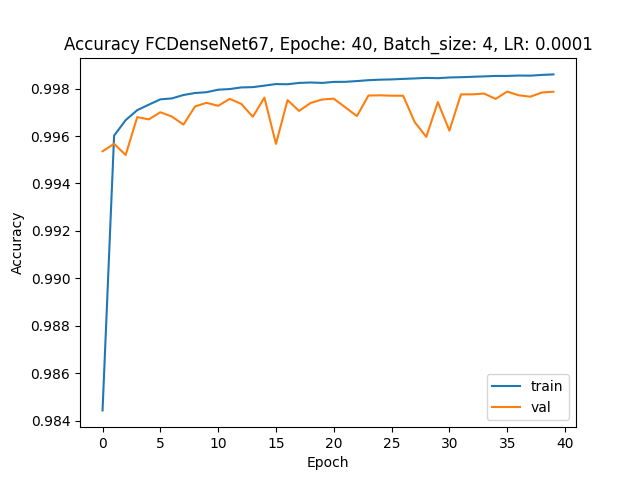 Accuracy FCDenseNet67, Epoche: 40, Batch_size: 4, LR: 0.0001
0.998
0.996
0.994
0.992
0.990
0.988
0.986
0.984
Accuracy
0 5 10 15 20 25 30 35 40
Epoch
train
val